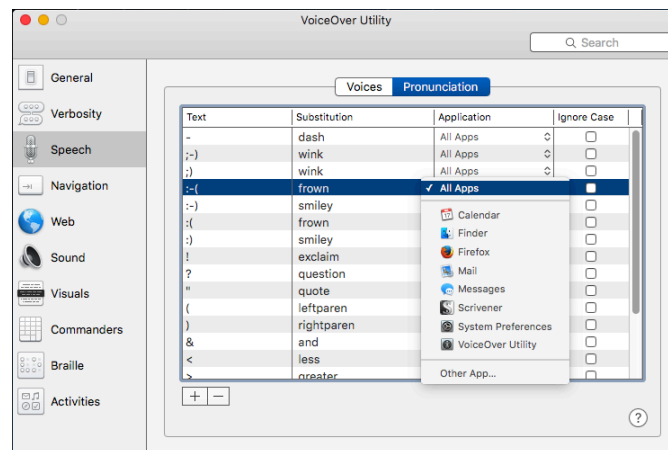 VoiceOver Utility
Search
General
Verbosity
Speech
Navigation
Web
Sound
Visuals
Commanders
Braille
Activities
Voices Pronunciation
Text Substitution Application Ignore Case
- dash All Apps
;-) wink All Apps
;) wink All Apps
:-( frown ✓ All Apps
:-) smiley
:( frown
:) smiley
! exclaim
? question
" quote
( leftparen
) rightparen
& and
< less
> greater
Calendar
Finder
Firefox
Mail
Messages
Scrivener
System Preferences
VoiceOver Utility
Other App...
+ −
?